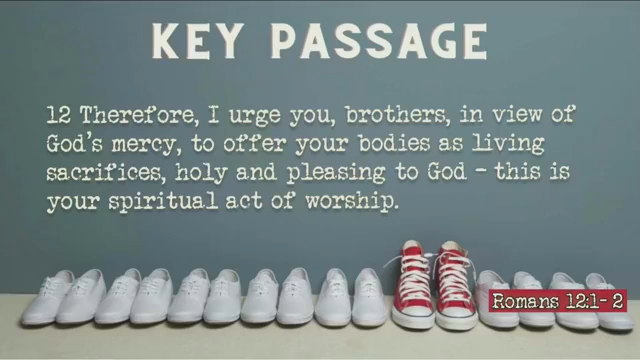 KEY PASSAGE
12 Therefore, I urge you, brothers, in view of
God's mercy, to offer your bodies as living
sacrifices, holy and pleasing to God - this is
your spiritual act of worship.
Romans 12:1- 2